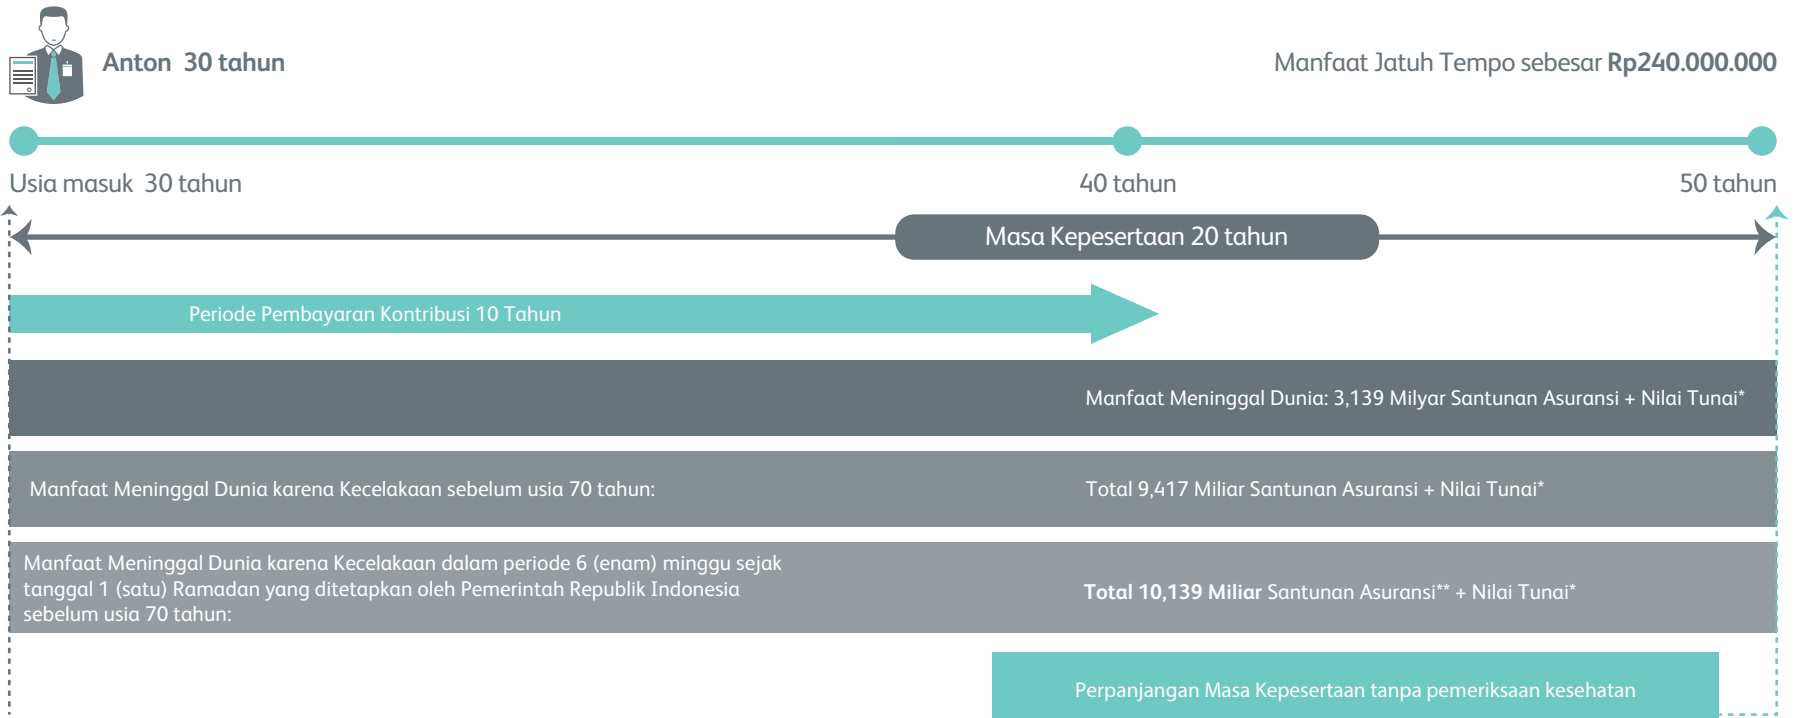 Anton 30 tahun
Manfaat Jatuh Tempo sebesar Rp240.000.000
Usia masuk 30 tahun
40 tahun
50 tahun
Masa Kepesertaan 20 tahun
Periode Pembayaran Kontribusi 10 Tahun
Manfaat Meninggal Dunia: 3,139 Milyar Santunan Asuransi + Nilai Tunai*
Manfaat Meninggal Dunia karena Kecelakaan sebelum usia 70 tahun:
Total 9,417 Miliar Santunan Asuransi + Nilai Tunai*
Manfaat Meninggal Dunia karena Kecelakaan dalam periode 6 (enam) minggu sejak
tanggal 1 (satu) Ramadan yang ditetapkan oleh Pemerintah Republik Indonesia
sebelum usia 70 tahun:
Total 10,139 Miliar Santunan Asuransi** + Nilai Tunai*
Perpanjangan Masa Kepesertaan tanpa pemeriksaan kesehatan